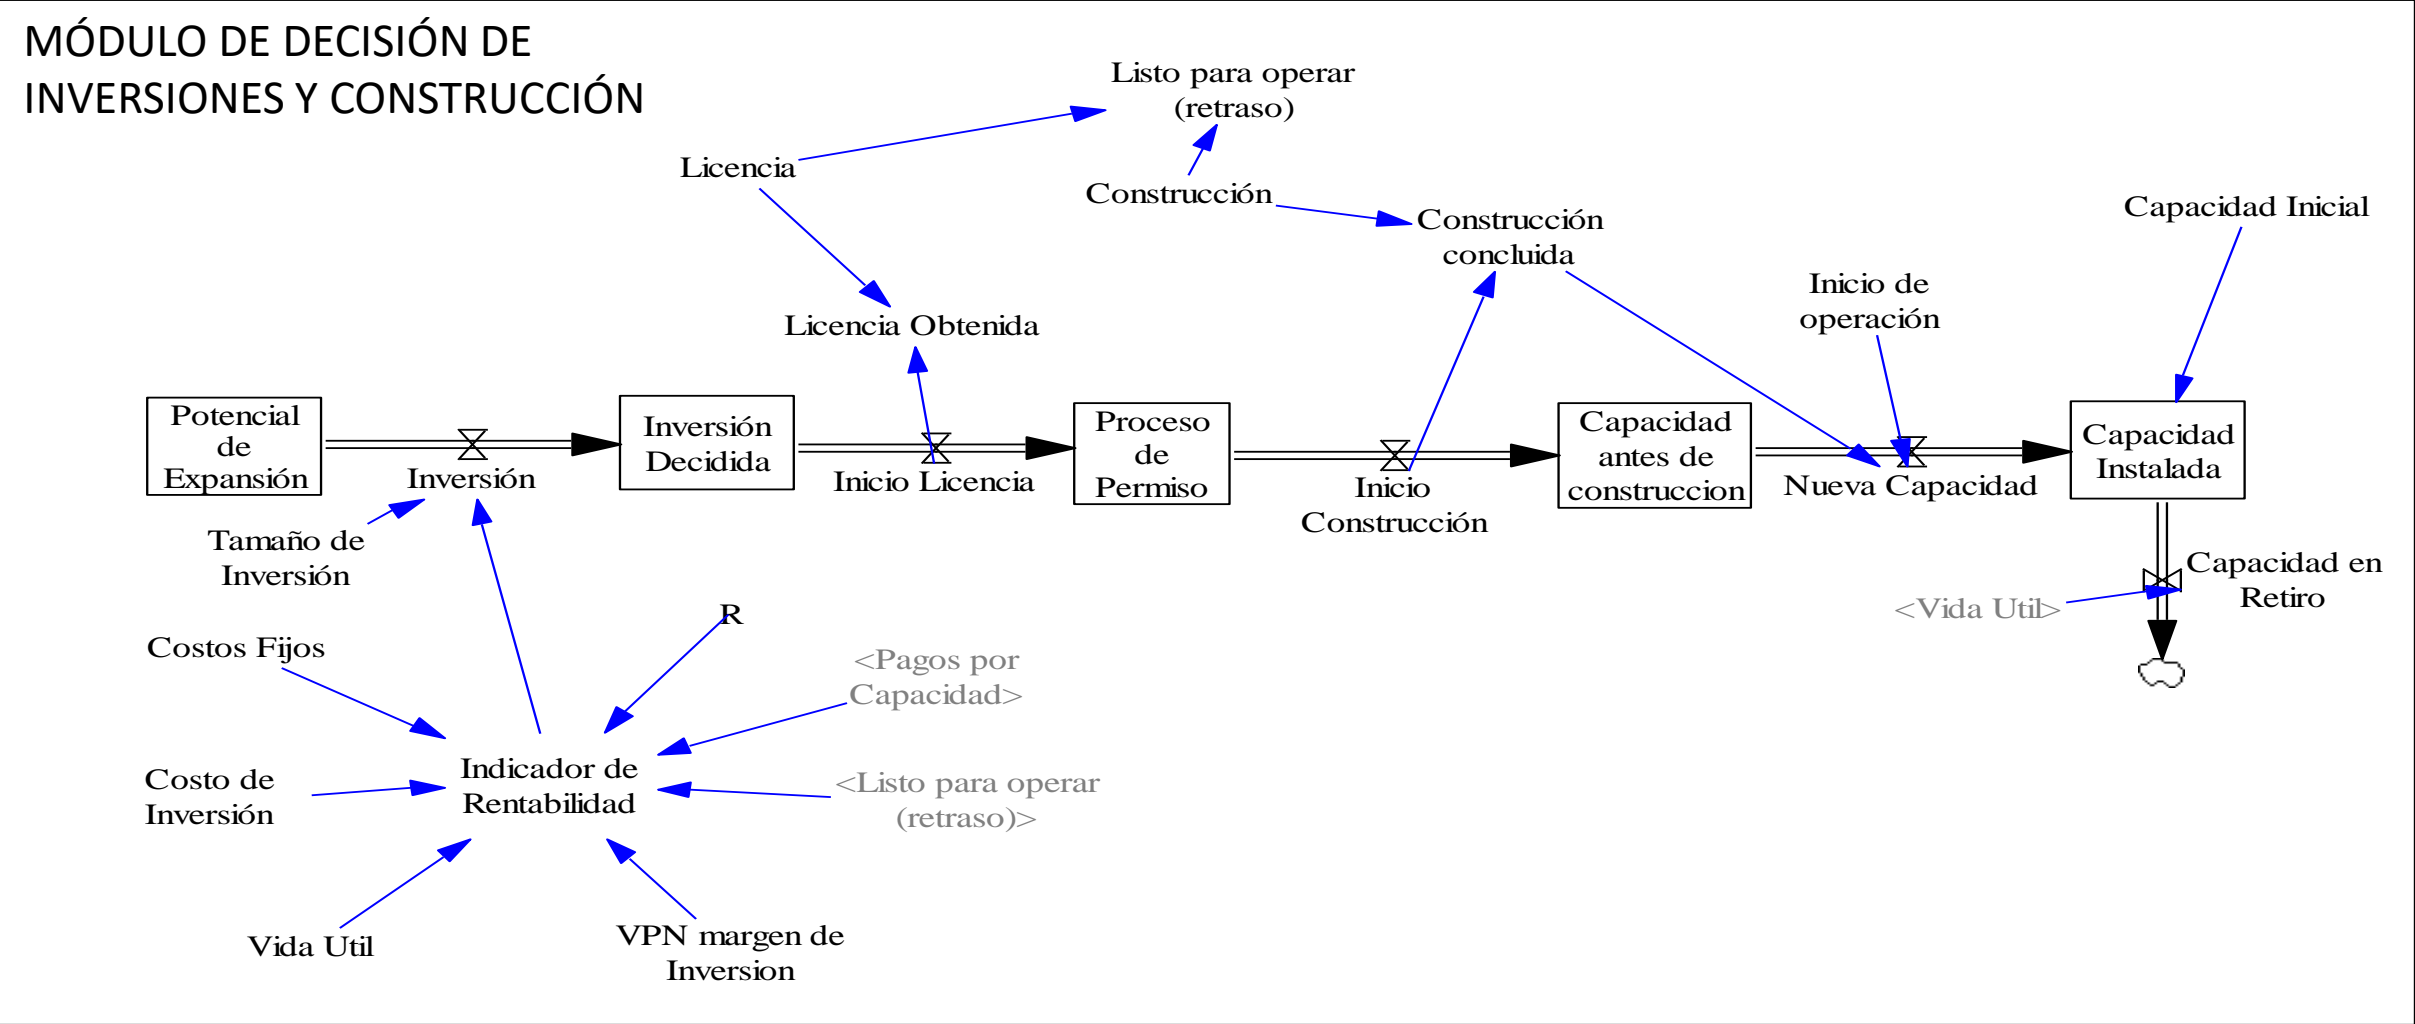 MÓDULO DE DECISIÓN DE
INVERSIONES Y CONSTRUCCIÓN
Listo para operar
(retraso)
Licencia
Construcción
Construcción
concluida
Capacidad Inicial
Inicio de
operación
Licencia Obtenida
Potencial
de
Expansión
Inversión
Inversión
Decidida
Inicio Licencia
Proceso
de
Permiso
Inicio
Construcción
Capacidad
antes de
construccion
Nueva Capacidad
Capacidad
Instalada
Tamaño de
Inversión
Capacidad en
Retiro
<Vida Util>
R
Costos Fijos
<Pagos por
Capacidad>
Costo de
Inversión
Indicador de
Rentabilidad
<Listo para operar
(retraso)>
Vida Util
VPN margen de
Inversion